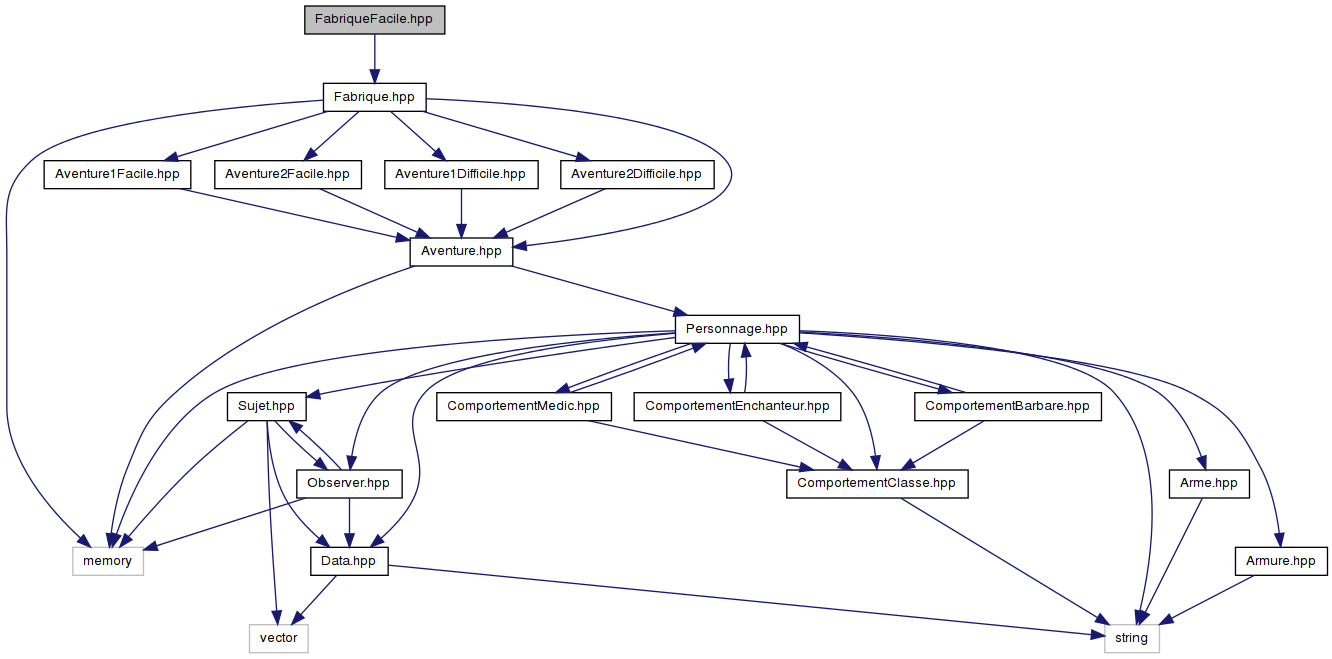 FabriqueFacile.hpp
Fabrique.hpp
Aventure1Facile.hpp
Aventure2Facile.hpp
Aventure1Difficile.hpp
Aventure2Difficile.hpp
Aventure.hpp
Personnage.hpp
Sujet.hpp
ComportementMedic.hpp
ComportementEnchanteur.hpp
ComportementBarbare.hpp
Observer.hpp
ComportementClasse.hpp
Arme.hpp
memory
Data.hpp
Armure.hpp
vector
string